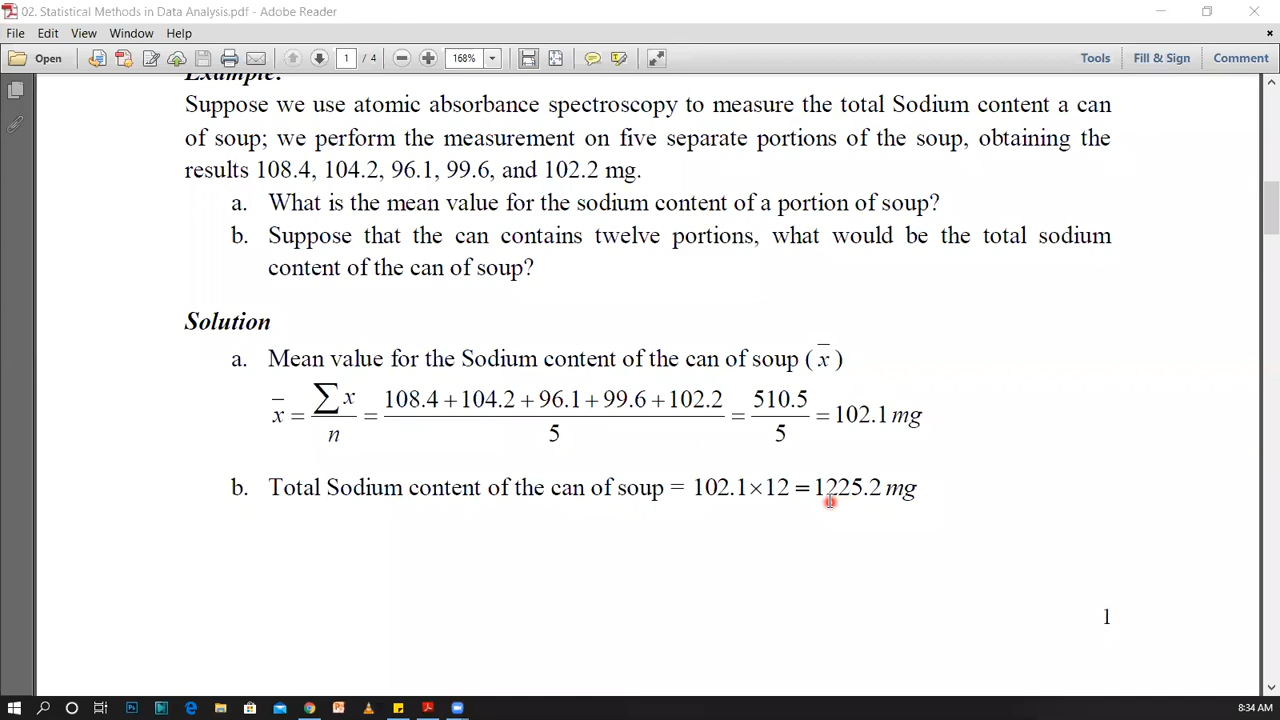 02. Statistical Methods in Data Analysis.pdf - Adobe Reader
File Edit View Window Help
Open 1 / 4 168% Tools Fill & Sign Comment
Example:
Suppose we use atomic absorbance spectroscopy to measure the total Sodium content a can
of soup; we perform the measurement on five separate portions of the soup, obtaining the
results 108.4, 104.2, 96.1, 99.6, and 102.2 mg.
a. What is the mean value for the sodium content of a portion of soup?
b. Suppose that the can contains twelve portions, what would be the total sodium
content of the can of soup?
Solution
a. Mean value for the Sodium content of the can of soup ( x̄ )
x̄ = ∑x / n = 108.4 + 104.2 + 96.1 + 99.6 + 102.2 / 5 = 510.5 / 5 = 102.1 mg
b. Total Sodium content of the can of soup = 102.1 × 12 = 1225.2 mg
1
8:34 AM